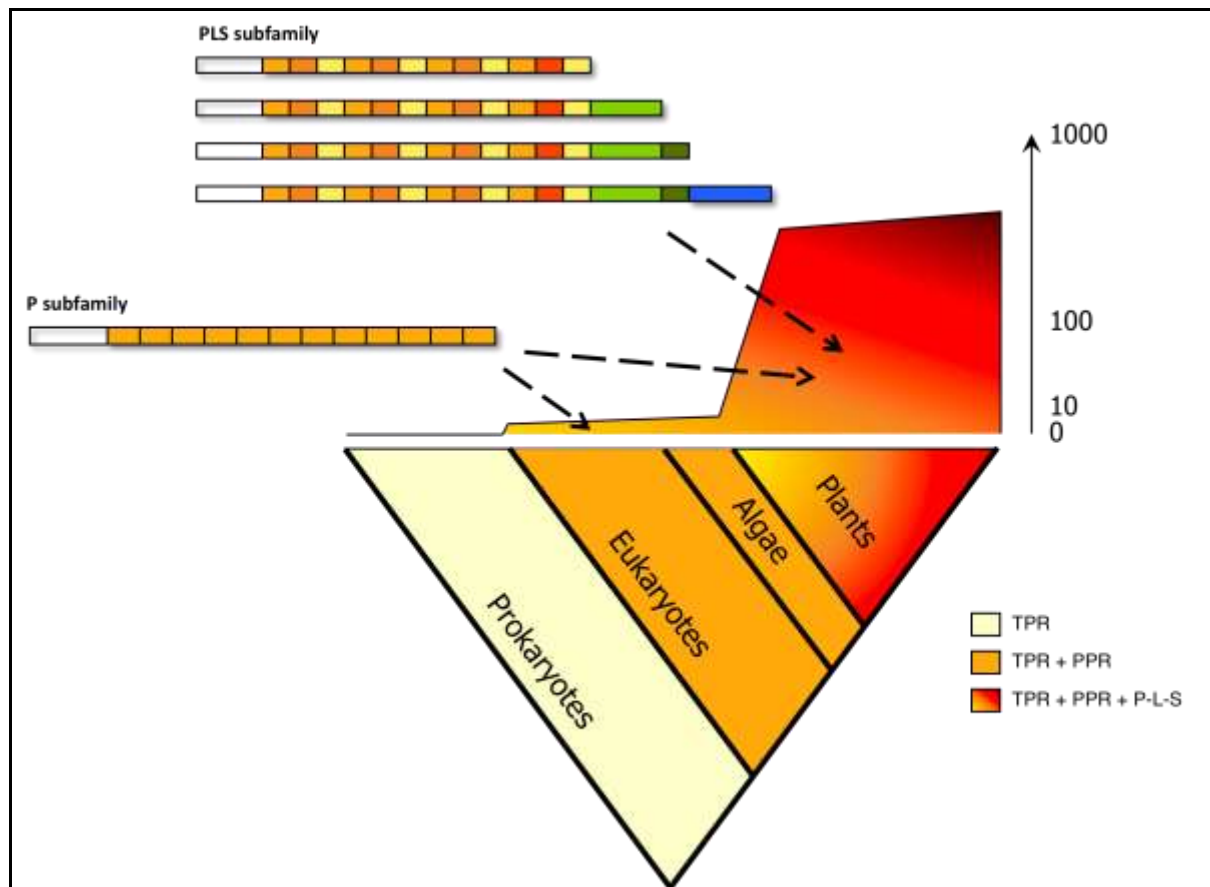 PLS subfamily
1000
P subfamily
100
10
0
Prokaryotes
Eukaryotes
Algae
Plants
TPR
TPR + PPR
TPR + PPR + P-L-S